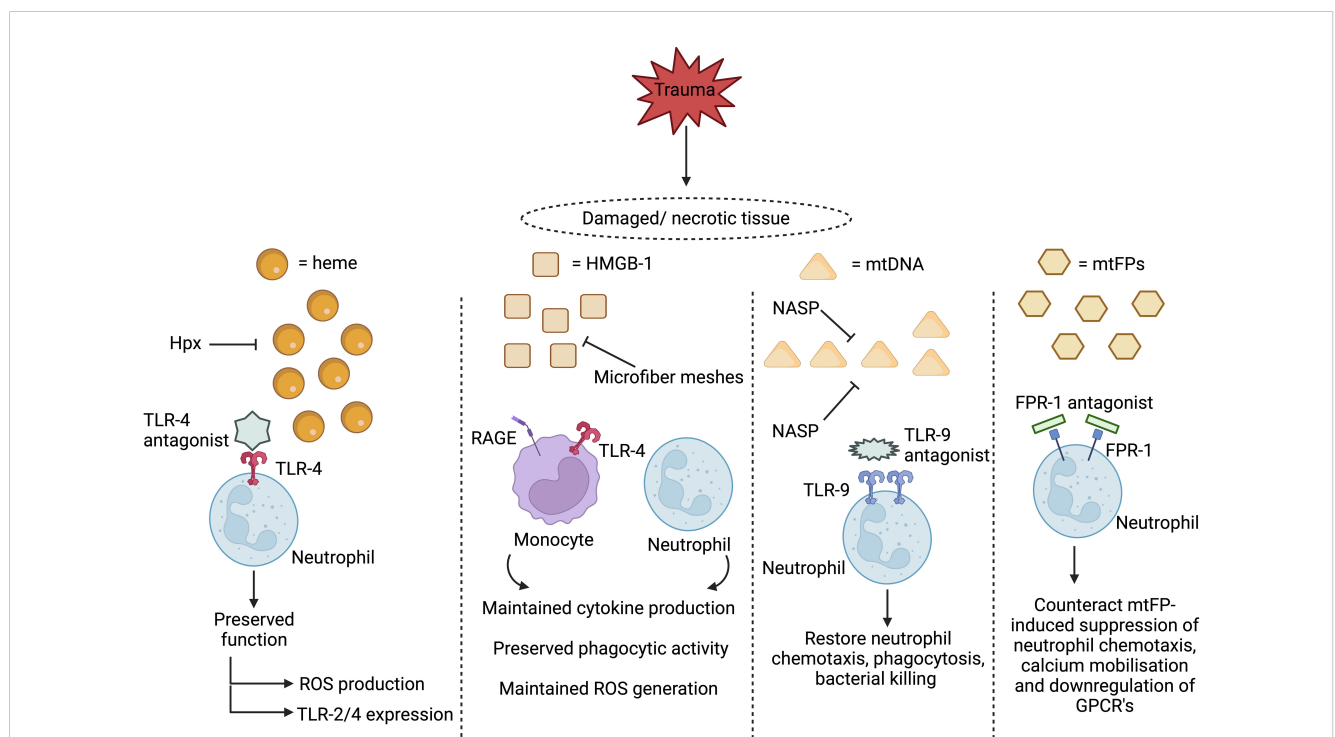 Trauma
Damaged/ necrotic tissue
= heme
Hpx
TLR-4
antagonist
TLR-4
Neutrophil
Preserved
function
ROS production
TLR-2/4 expression
= HMGB-1
Microfiber meshes
RAGE
TLR-4
Monocyte
Neutrophil
Maintained cytokine production
Preserved phagocytic activity
Maintained ROS generation
= mtDNA
NASP
NASP
TLR-9
antagonist
TLR-9
Neutrophil
Restore neutrophil
chemotaxis, phagocytosis,
bacterial killing
= mtFPs
FPR-1 antagonist
FPR-1
Neutrophil
Counteract mtFP-
induced suppression of
neutrophil chemotaxis,
calcium mobilisation
and downregulation of
GPCR's